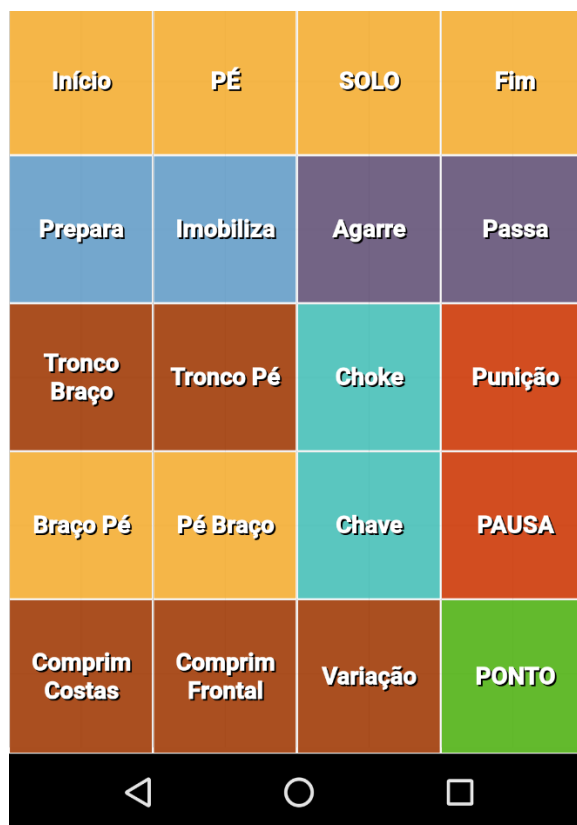 Início
PÉ
SOLO
Fim
Prepara
Imobiliza
Agarre
Passa
Tronco
Braço
Tronco Pé
Choke
Punição
Braço Pé
Pé Braço
Chave
PAUSA
Comprim
Costas
Comprim
Frontal
Variação
PONTO